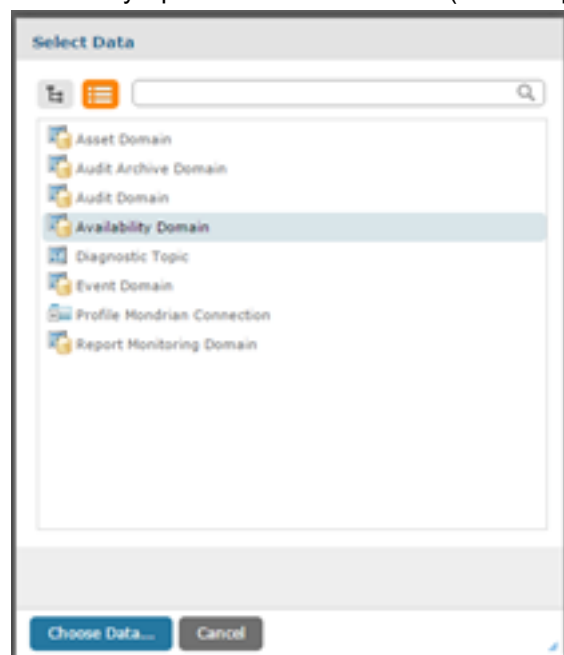 Select Data
Asset Domain
Audit Archive Domain
Audit Domain
Availability Domain
Diagnostic Topic
Event Domain
Profile Mondrian Connection
Report Monitoring Domain
Choose Data...
Cancel